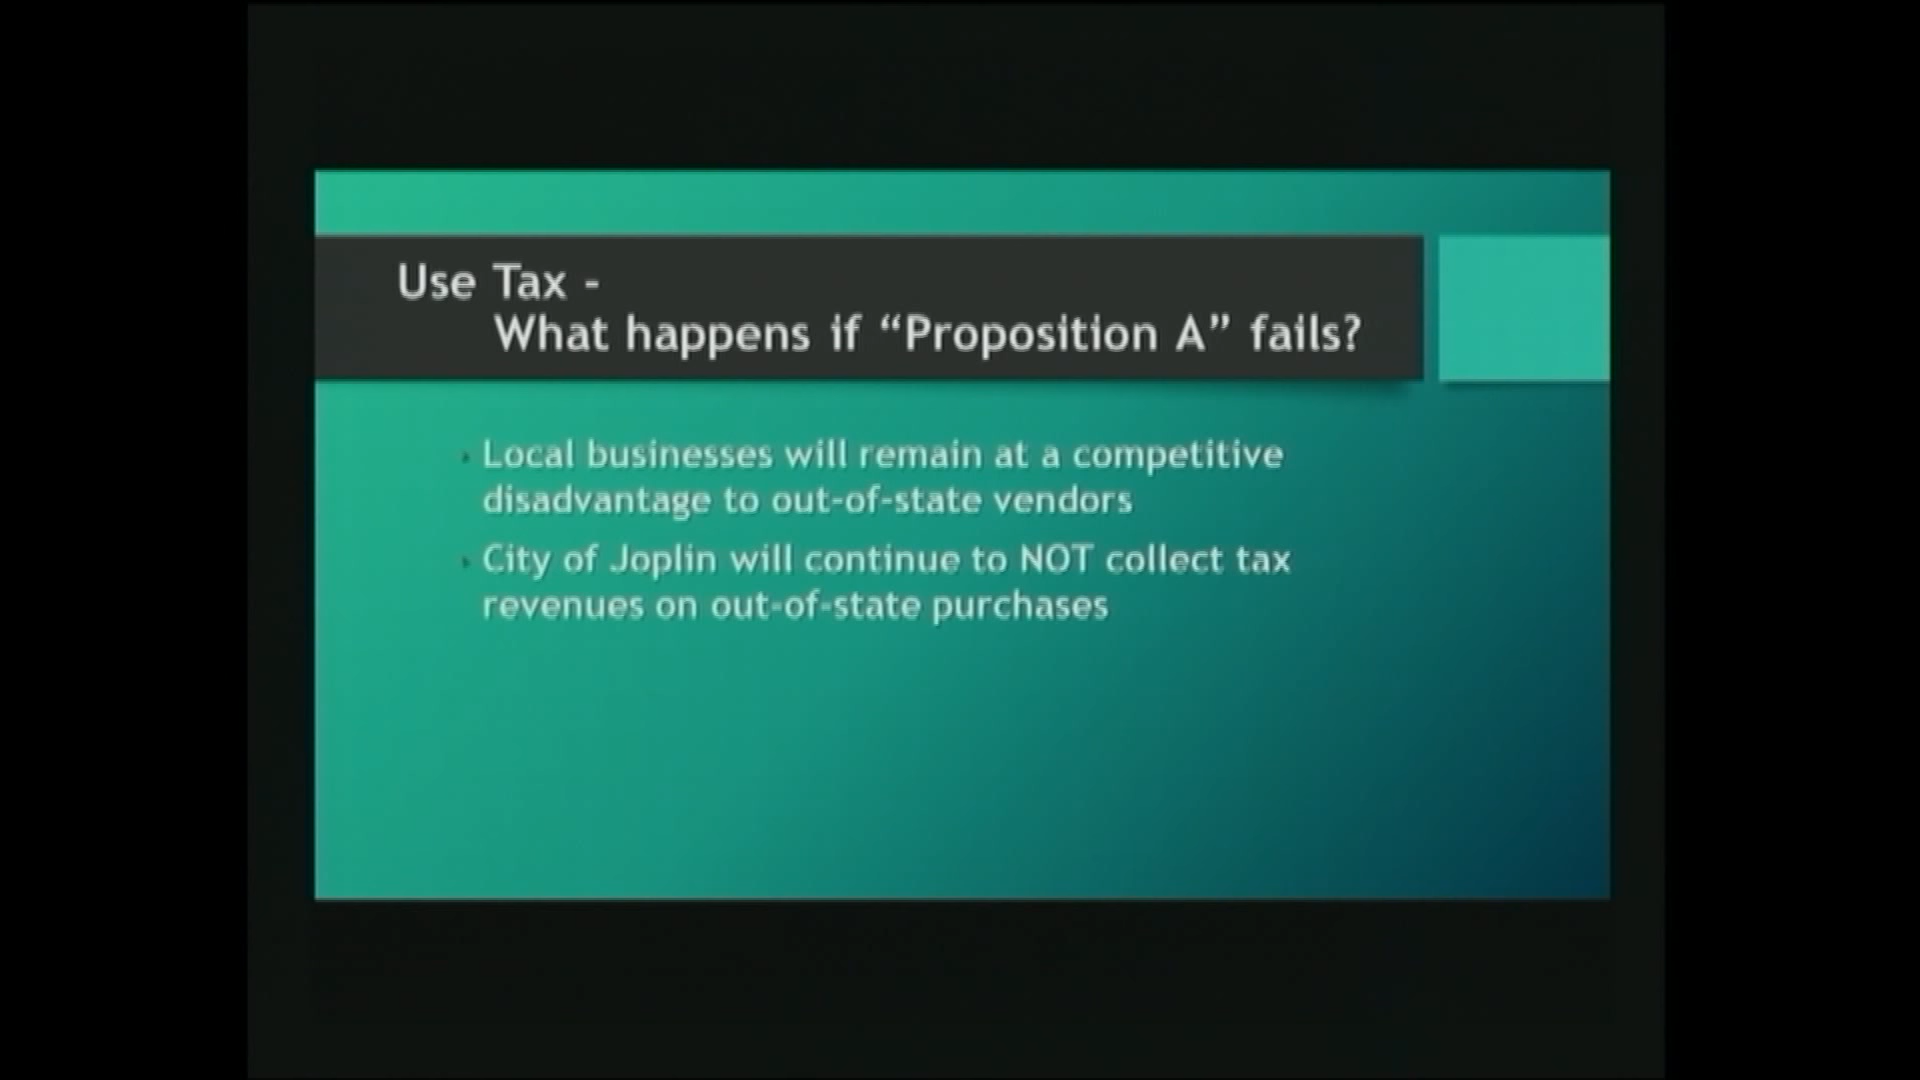 Use Tax -
What happens if “Proposition A” fails?
Local businesses will remain at a competitive
disadvantage to out-of-state vendors
City of Joplin will continue to NOT collect tax
revenues on out-of-state purchases